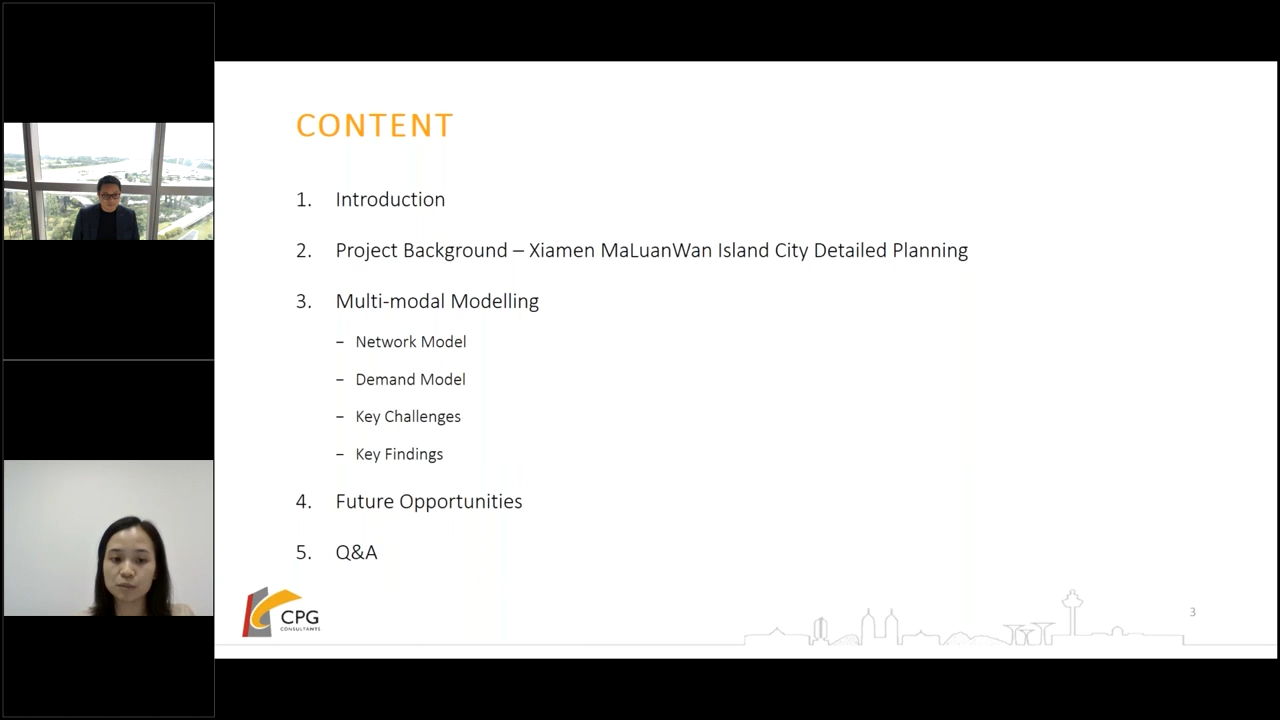 CONTENT
1. Introduction
2. Project Background – Xiamen MaLuanWan Island City Detailed Planning
3. Multi-modal Modelling
– Network Model
– Demand Model
– Key Challenges
– Key Findings
4. Future Opportunities
5. Q&A
CPG
CONSULTANTS
3